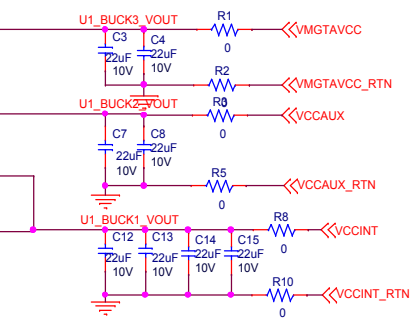 U1_BUCK3_VOUT
R1
C3
C4
VMGTAVCC
22uF
22uF
0
10V
10V
R2
VMGTAVCC_RTN
0
U1_BUCK2_VOUT
R3
VCCAUX
0
C7
C8
22uF
22uF
10V
10V
R5
VCCAUX_RTN
0
U1_BUCK1_VOUT
R8
VCCINT
C12
C13
C14
C15
0
22uF
22uF
22uF
22uF
10V
10V
10V
10V
R10
VCCINT_RTN
0